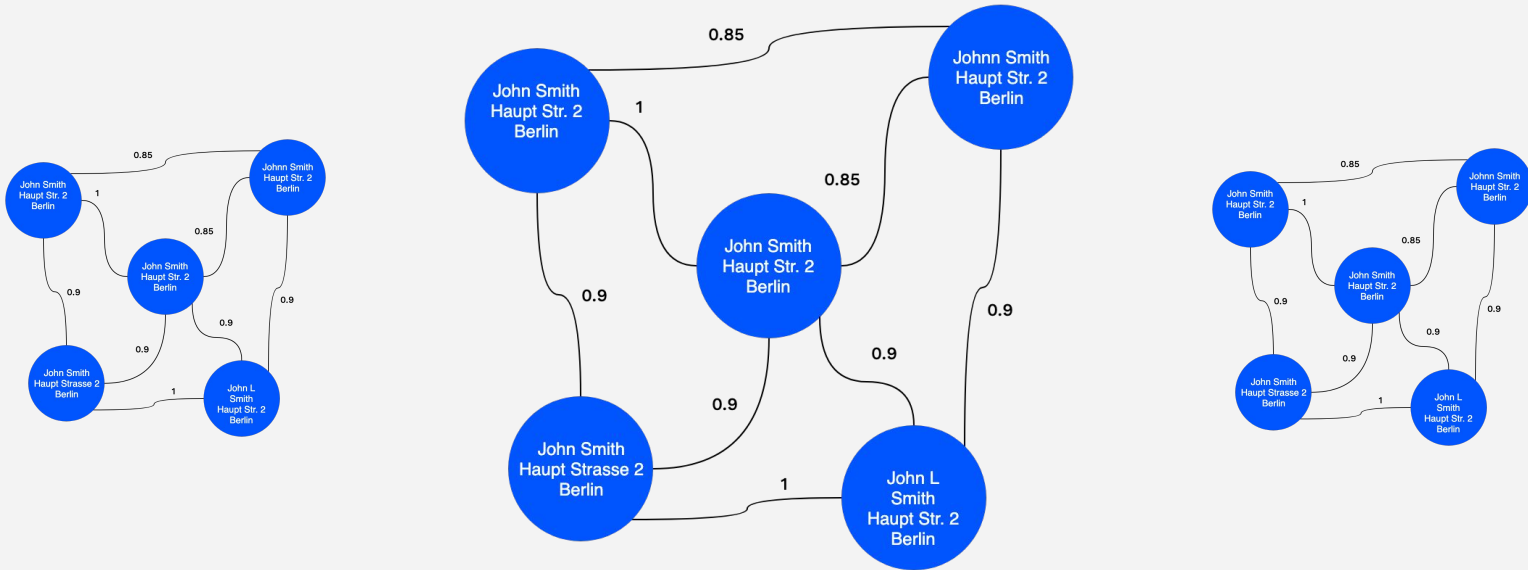 John Smith
Haupt Str. 2
Berlin
0.85
Johnn Smith
Haupt Str. 2
Berlin
1
0.85
John Smith
Haupt Str. 2
Berlin
0.9
0.9
0.9
0.9
John Smith
Haupt Strasse 2
Berlin
1
John L
Smith
Haupt Str. 2
Berlin
John Smith
Haupt Str. 2
Berlin
0.85
Johnn Smith
Haupt Str. 2
Berlin
1
0.85
John Smith
Haupt Str. 2
Berlin
0.9
0.9
0.9
0.9
John Smith
Haupt Strasse 2
Berlin
1
John L
Smith
Haupt Str. 2
Berlin
John Smith
Haupt Str. 2
Berlin
0.85
Johnn Smith
Haupt Str. 2
Berlin
1
0.85
John Smith
Haupt Str. 2
Berlin
0.9
0.9
0.9
0.9
John Smith
Haupt Strasse 2
Berlin
1
John L
Smith
Haupt Str. 2
Berlin